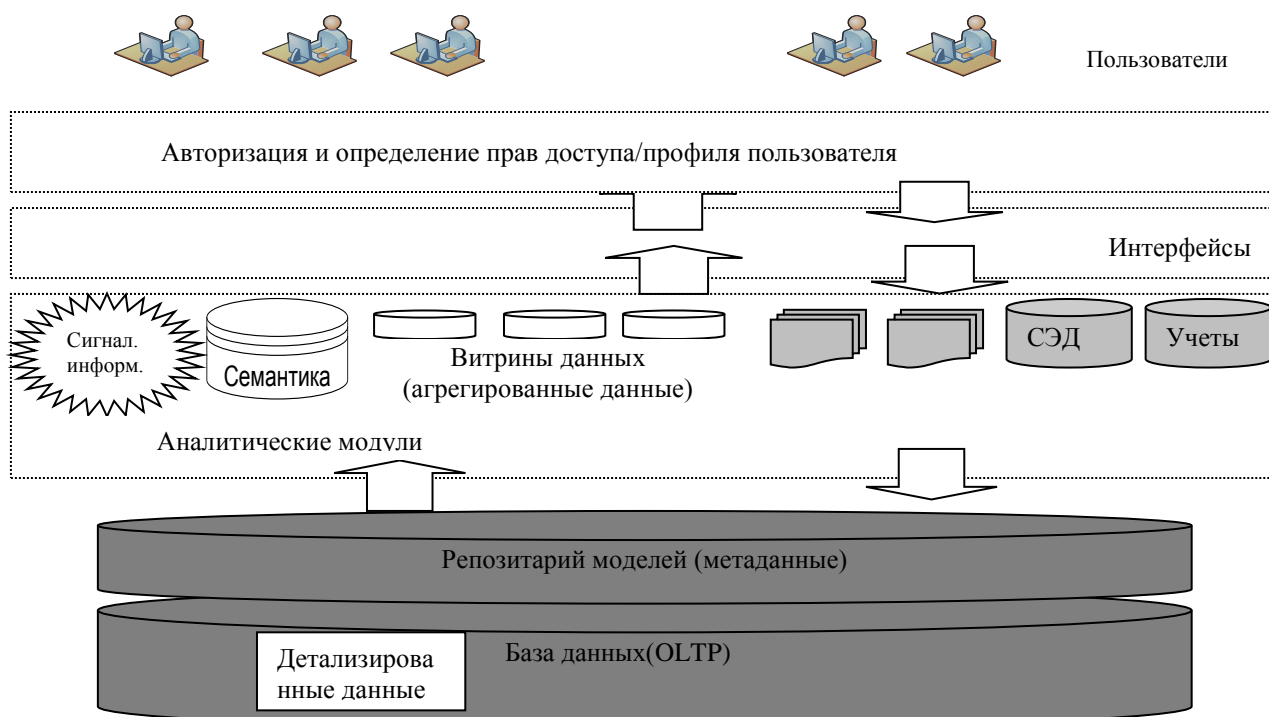 Пользователи
Авторизация и определение прав доступа/профиля пользователя
Интерфейсы
Сигнал.
информ.
Семантика
Витрины данных
(агрегированные данные)
СЭД
Учеты
Аналитические модули
Репозитарий моделей (метаданные)
База данных(OLTP)
Детализирова
нные данные